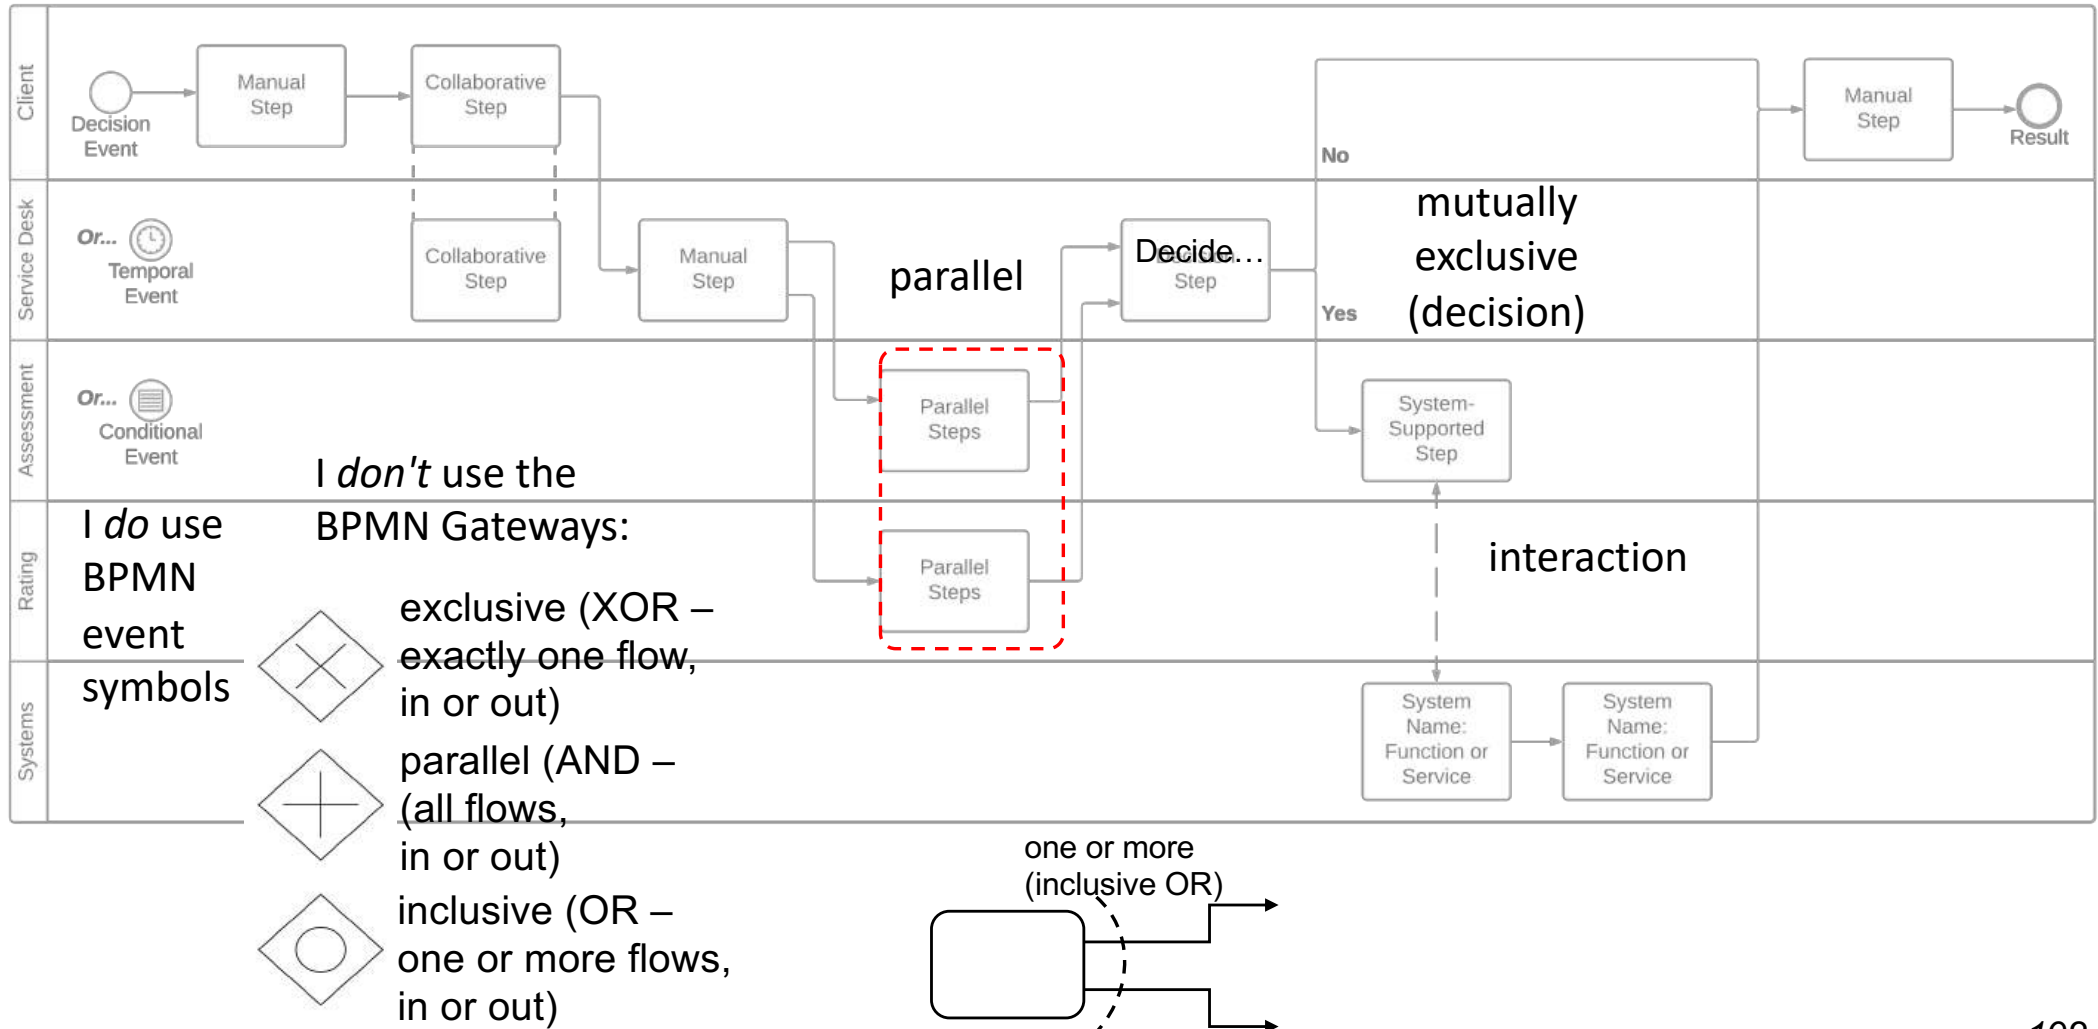 Client
Decision
Event
Manual
Step
Collaborative
Step
No
Manual
Step
Result
Service Desk
Or...
Temporal
Event
Collaborative
Step
Manual
Step
parallel
Decide...
Step
Yes
mutually
exclusive
(decision)
Assessment
Or...
Conditional
Event
Parallel
Steps
System-
Supported
Step
I don't use the
BPMN Gateways:
Rating
I do use
BPMN
event
symbols
Parallel
Steps
interaction
exclusive (XOR –
exactly one flow,
in or out)
Systems
System
Name:
Function or
Service
System
Name:
Function or
Service
parallel (AND –
(all flows,
in or out)
inclusive (OR –
one or more flows,
in or out)
one or more
(inclusive OR)